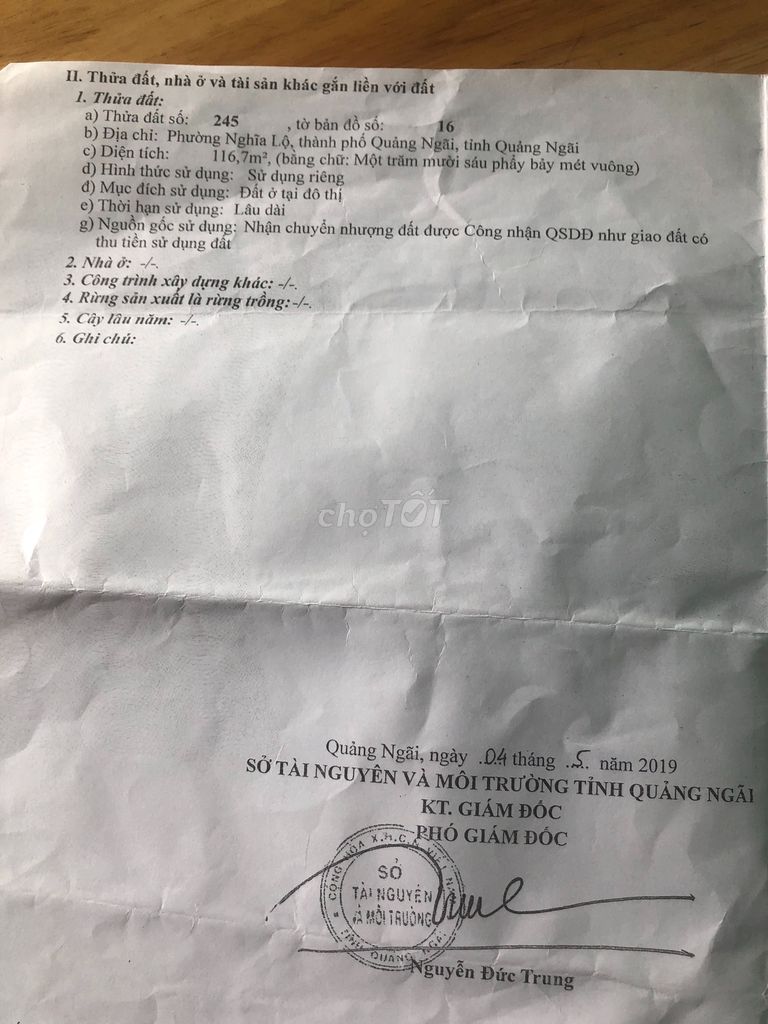 II. Thửa đất, nhà ở và tài sản khác gắn liền với đất
1. Thửa đất:
a) Thửa đất số: 245 , tờ bản đồ số: 16
b) Địa chỉ: Phường Nghĩa Lộ, thành phố Quảng Ngãi, tỉnh Quảng Ngãi
c) Diện tích: 116,7m², (bằng chữ: Một trăm mười sáu phẩy bảy mét vuông)
d) Hình thức sử dụng: Sử dụng riêng
đ) Mục đích sử dụng: Đất ở tại đô thị
e) Thời hạn sử dụng: Lâu dài
g) Nguồn gốc sử dụng: Nhận chuyển nhượng đất được Công nhận QSDĐ như giao đất có
thu tiền sử dụng đất
2. Nhà ở: -/-.
3. Công trình xây dựng khác: -/-.
4. Rừng sản xuất là rừng trồng: -/-.
5. Cây lâu năm: -/-.
6. Ghi chú:
chợTỐT
Quảng Ngãi, ngày .04 tháng .5. năm 2019
SỞ TÀI NGUYÊN VÀ MÔI TRƯỜNG TỈNH QUẢNG NGÃI
KT. GIÁM ĐỐC
PHÓ GIÁM ĐỐC
CỘNG HÒA X.H.C.N VIỆT NAM
SỞ
TÀI NGUYÊN
VÀ MÔI TRƯỜNG
TỈNH QUẢNG NGÃI
Nguyễn Đức Trung